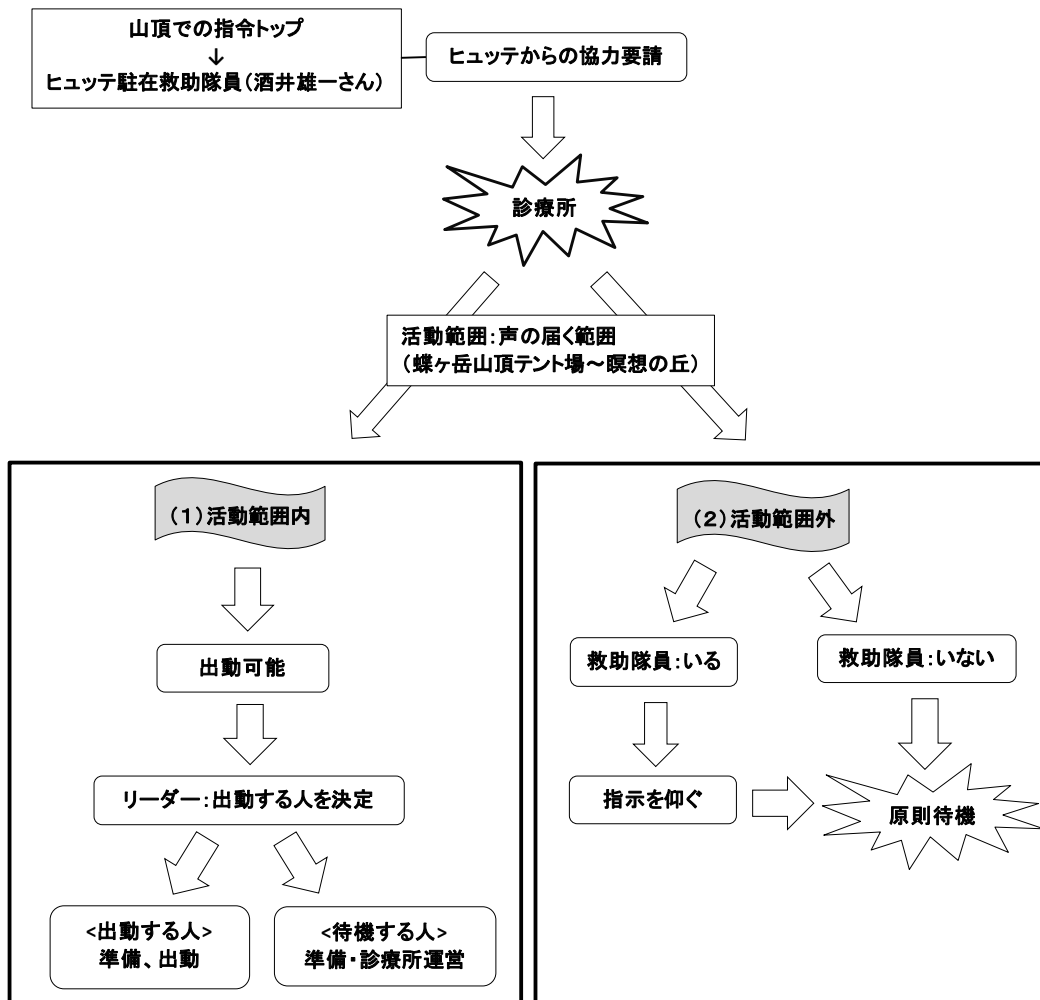 山頂での指令トップ
↓
ヒュッテ駐在救助隊員(酒井雄一さん)
ヒュッテからの協力要請
診療所
活動範囲:声の届く範囲
(蝶ヶ岳山頂テント場～瞑想の丘)
(1)活動範囲内
出動可能
リーダー:出動する人を決定
<出動する人>
準備、出動
<待機する人>
準備・診療所運営
(2)活動範囲外
救助隊員:いる
救助隊員:いない
指示を仰ぐ
原則待機